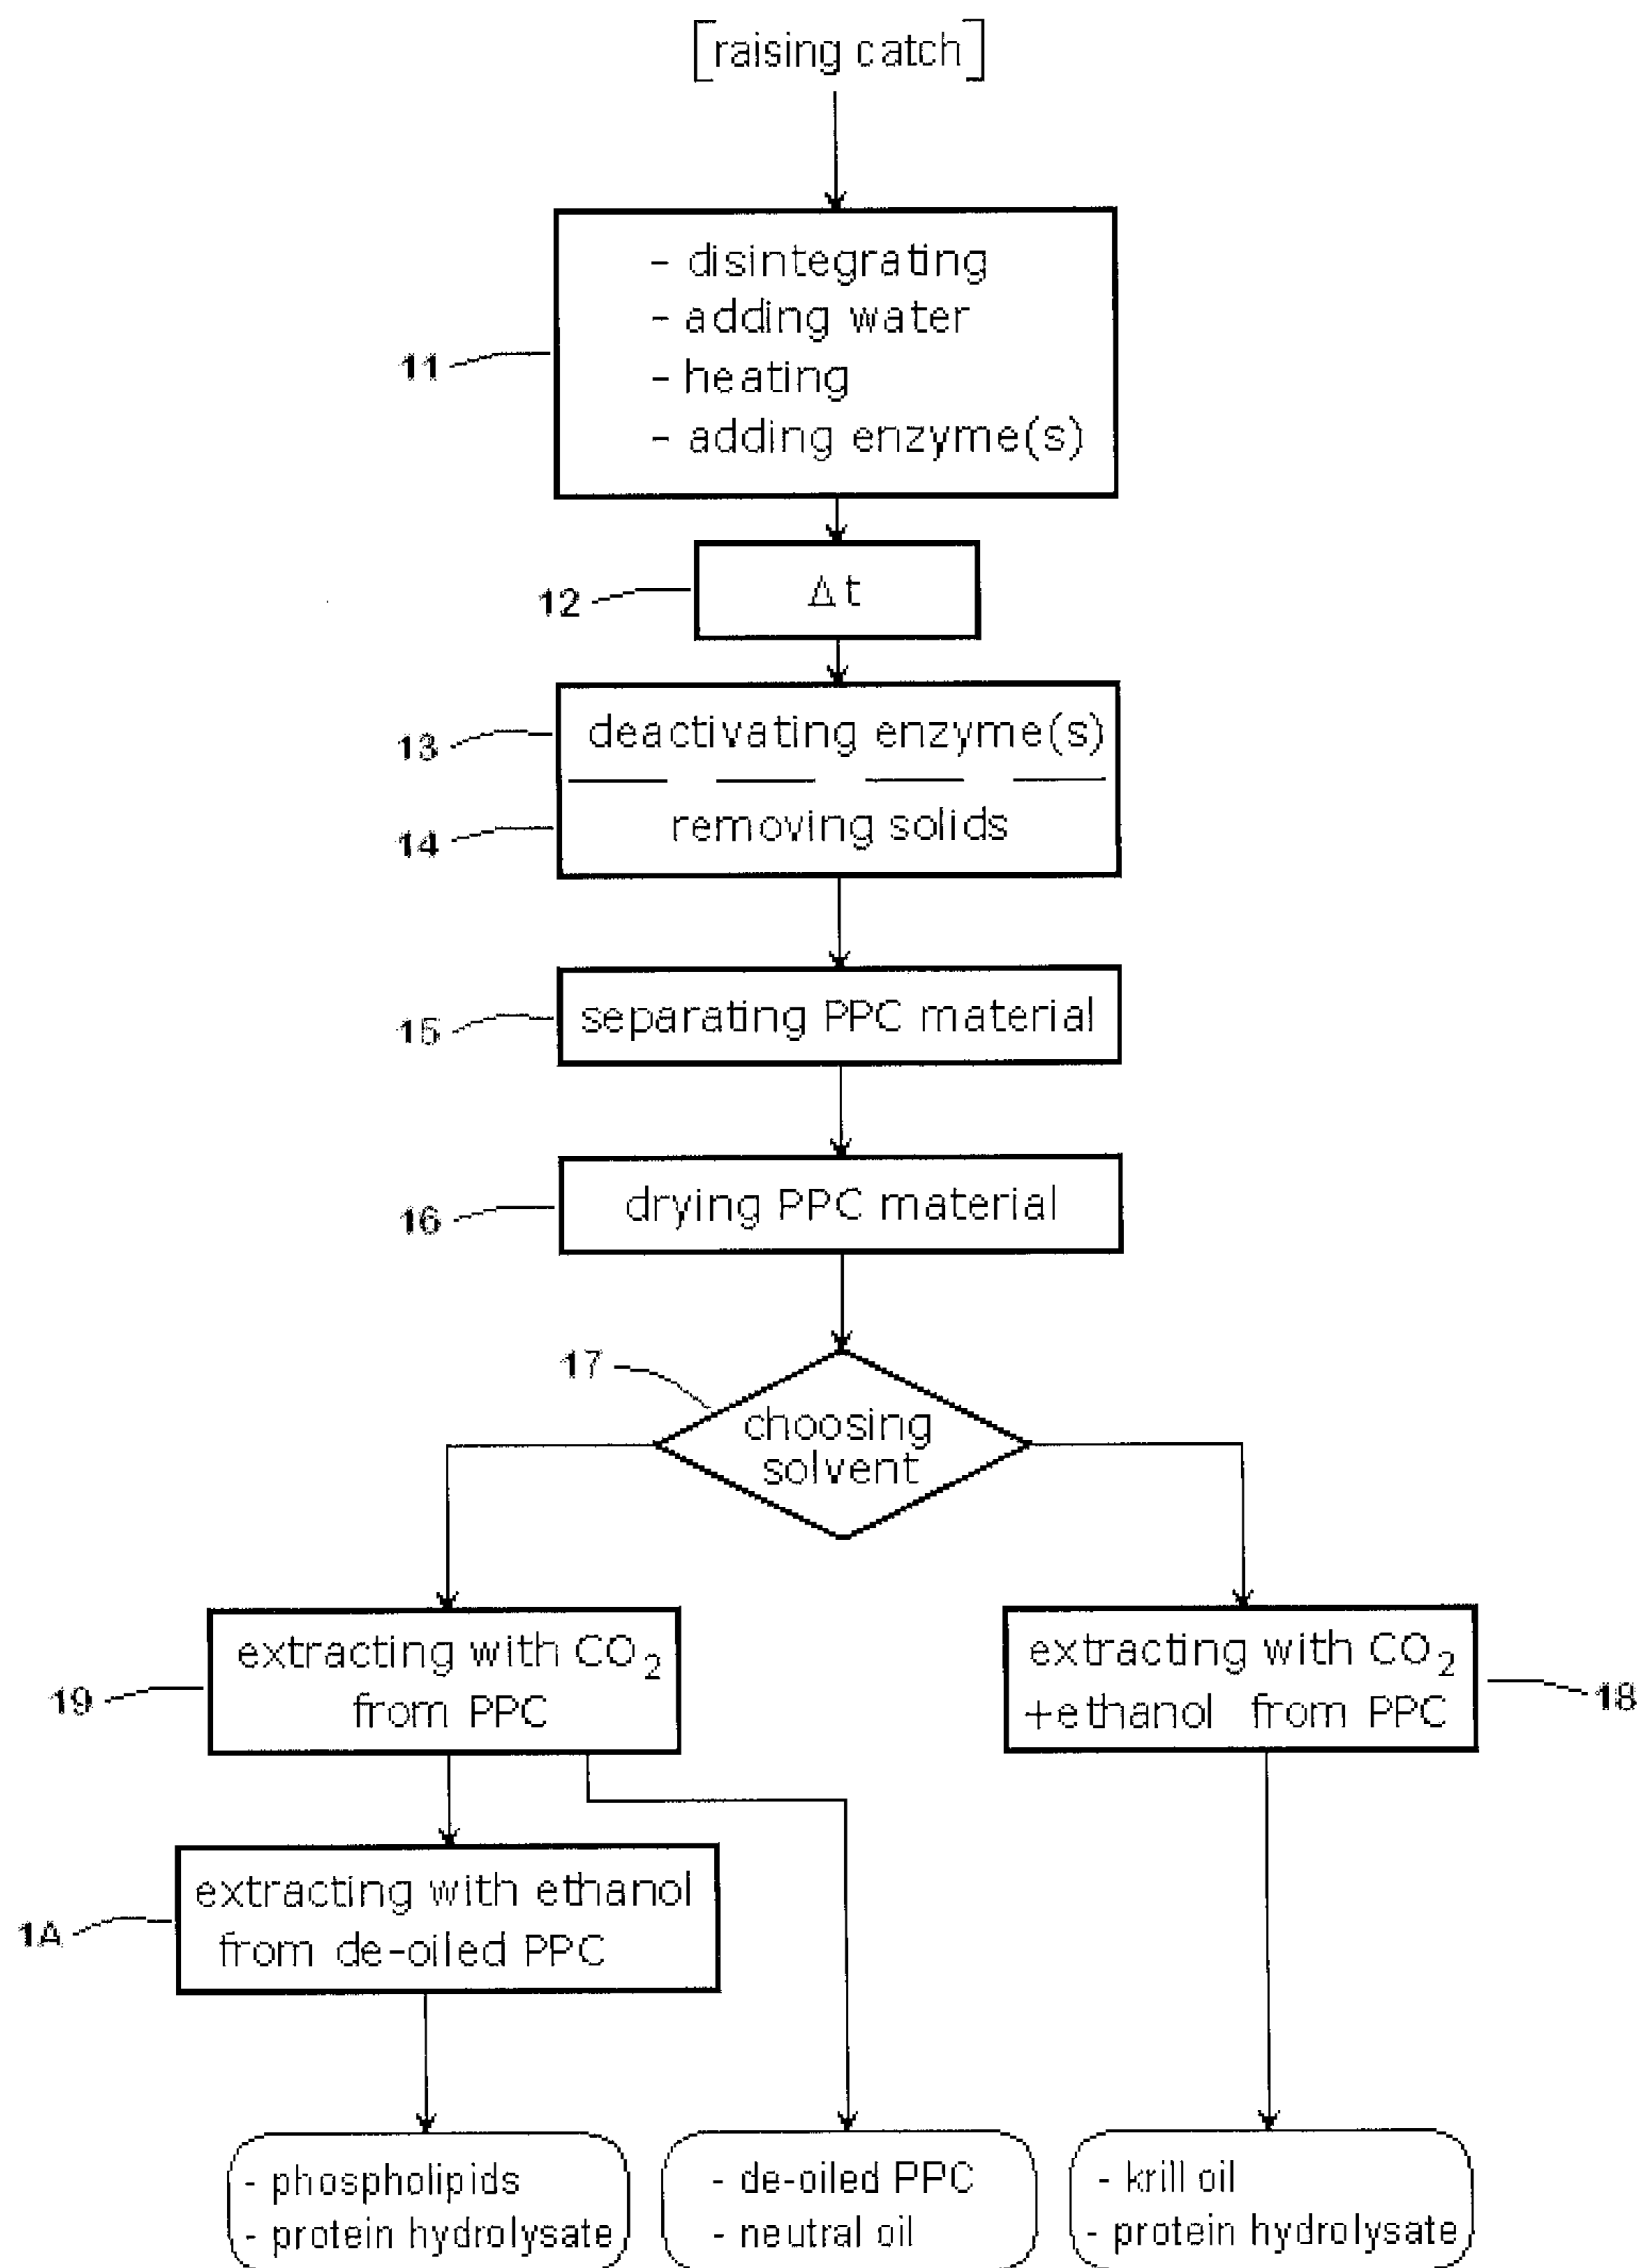 [raising catch]
- disintegrating
- adding water
- heating
- adding enzyme(s)
11
Δt
12
deactivating enzyme(s)
13
removing solids
14
separating PPC material
15
drying PPC material
16
17
choosing
solvent
extracting with CO₂
from PPC
19
extracting with CO₂
+ethanol from PPC
18
extracting with ethanol
from de-oiled PPC
1A
- phospholipids
- protein hydrolysate
- de-oiled PPC
- neutral oil
- krill oil
- protein hydrolysate